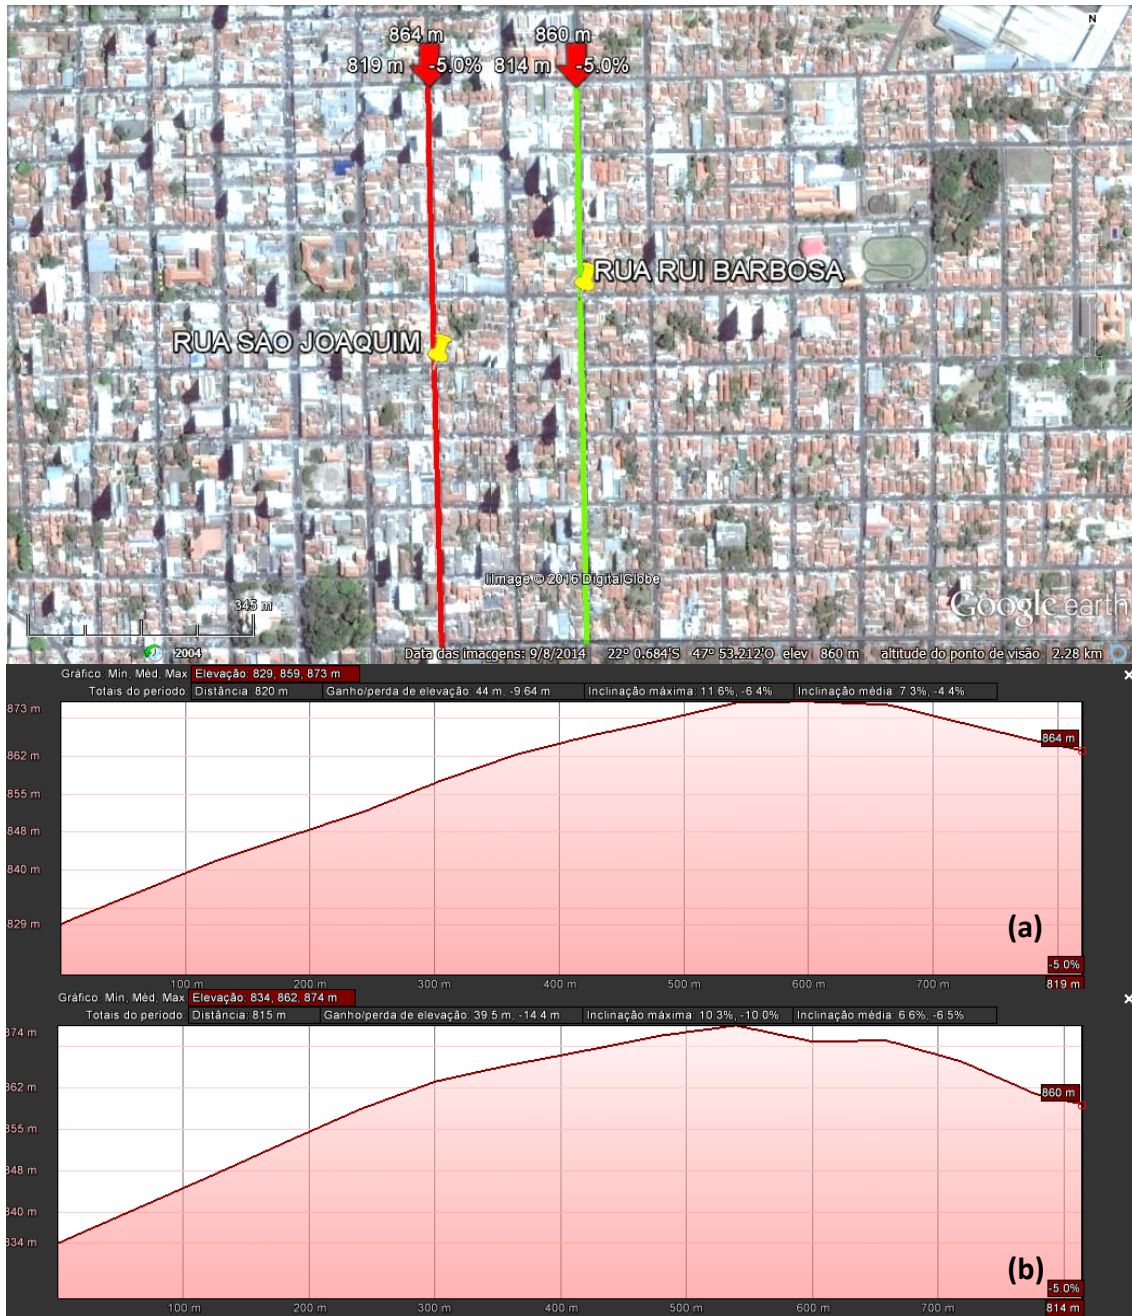 N
864 m
860 m
819 m
-5.0%
814 m
-5.0%
RUA RUI BARBOSA
RUA SAO JOAQUIM
Image © 2016 DigitalGlobe
345 m
Google earth
2004
Data das imagens: 9/8/2014 22º 0.684'S 47º 53.212'O elev 860 m altitude do ponto de visão 2.28 km
Gráfico: Mín, Méd, Máx Elevação: 829, 859, 873 m
Totais do período: Distância: 820 m Ganho/perda de elevação: 44 m, -9.64 m Inclinação máxima: 11.6%, -6.4% Inclinação média: 7.3%, -4.4%
873 m
864 m
862 m
855 m
848 m
840 m
829 m
(a)
-5.0%
100 m 200 m 300 m 400 m 500 m 600 m 700 m 819 m
Gráfico: Mín, Méd, Máx Elevação: 834, 862, 874 m
Totais do período: Distância: 815 m Ganho/perda de elevação: 39.5 m, -14.4 m Inclinação máxima: 10.3%, -10.0% Inclinação média: 6.6%, -6.5%
874 m
862 m
860 m
855 m
848 m
840 m
834 m
(b)
-5.0%
100 m 200 m 300 m 400 m 500 m 600 m 700 m 814 m